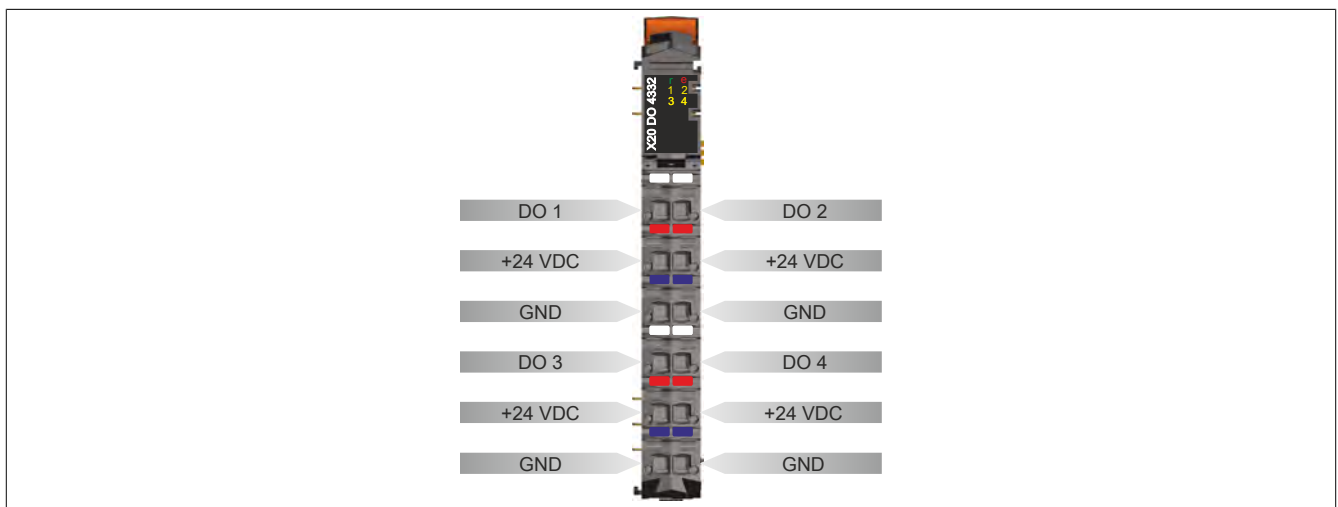 X20 DO 4332
r e
1 2
3 4
DO 1 DO 2
+24 VDC +24 VDC
GND GND
DO 3 DO 4
+24 VDC +24 VDC
GND GND